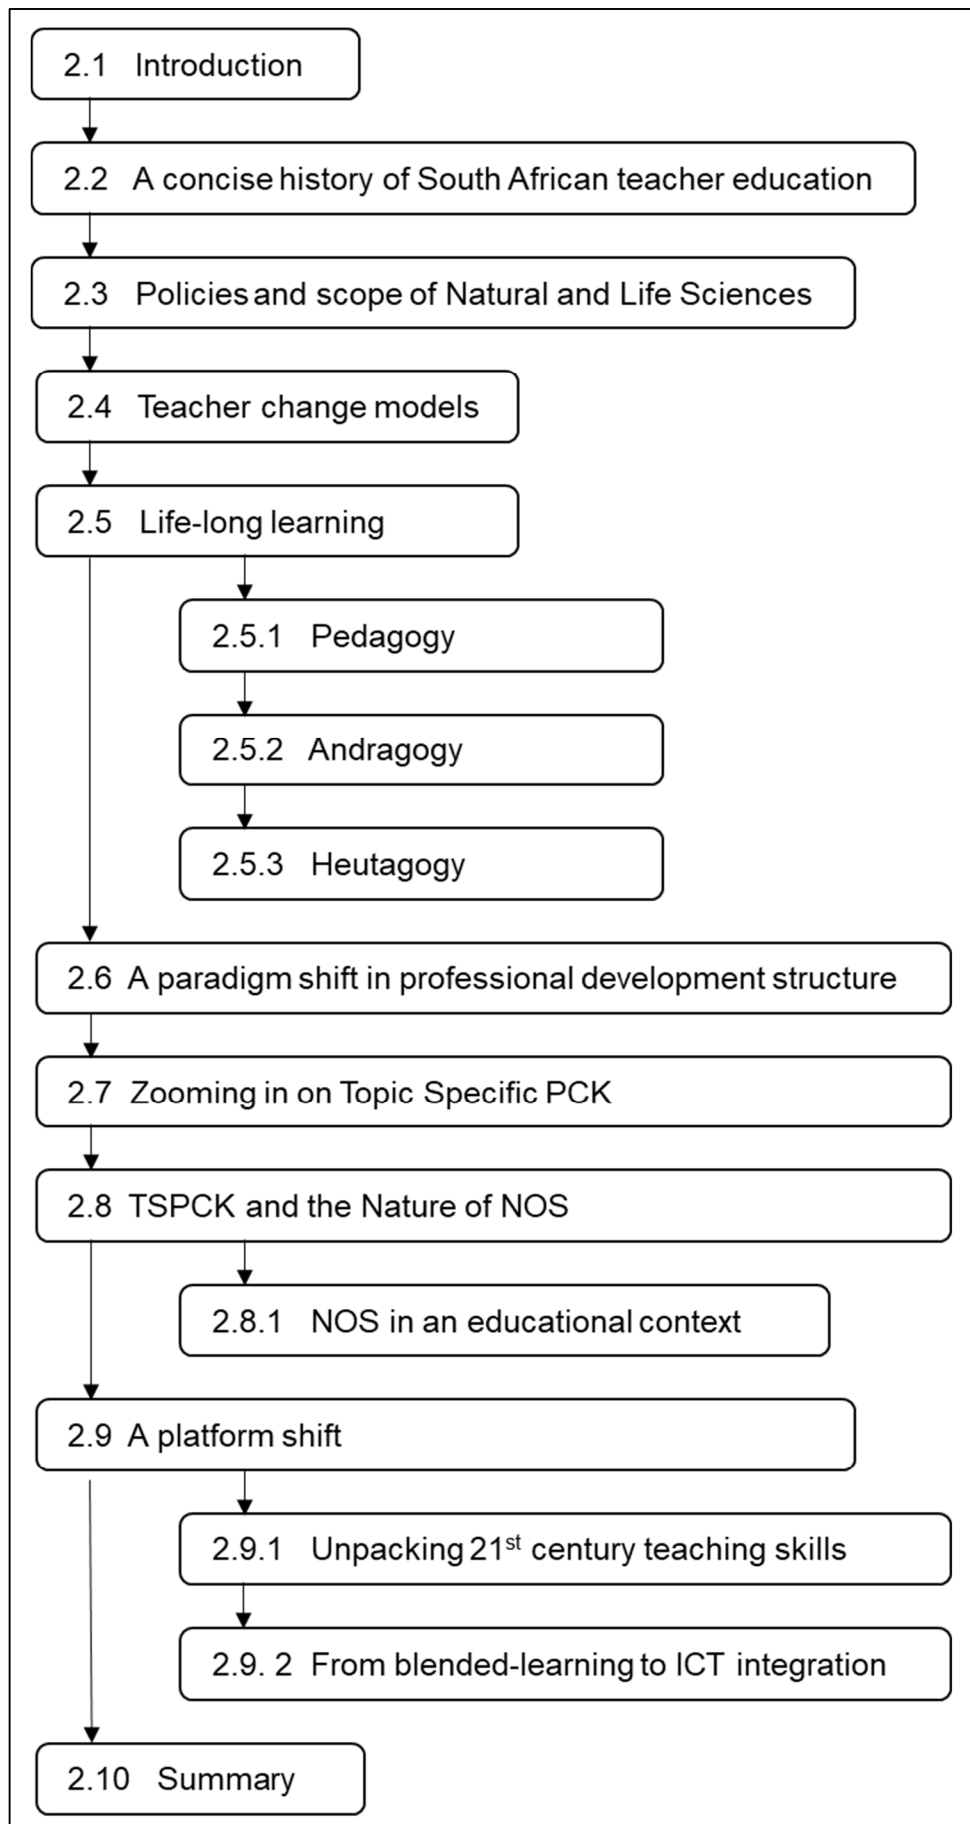 2.1 Introduction
2.2 A concise history of South African teacher education
2.3 Policies and scope of Natural and Life Sciences
2.4 Teacher change models
2.5 Life-long learning
2.5.1 Pedagogy
2.5.2 Andragogy
2.5.3 Heutagogy
2.6 A paradigm shift in professional development structure
2.7 Zooming in on Topic Specific PCK
2.8 TSPCK and the Nature of NOS
2.8.1 NOS in an educational context
2.9 A platform shift
2.9.1 Unpacking 21st century teaching skills
2.9. 2 From blended-learning to ICT integration
2.10 Summary